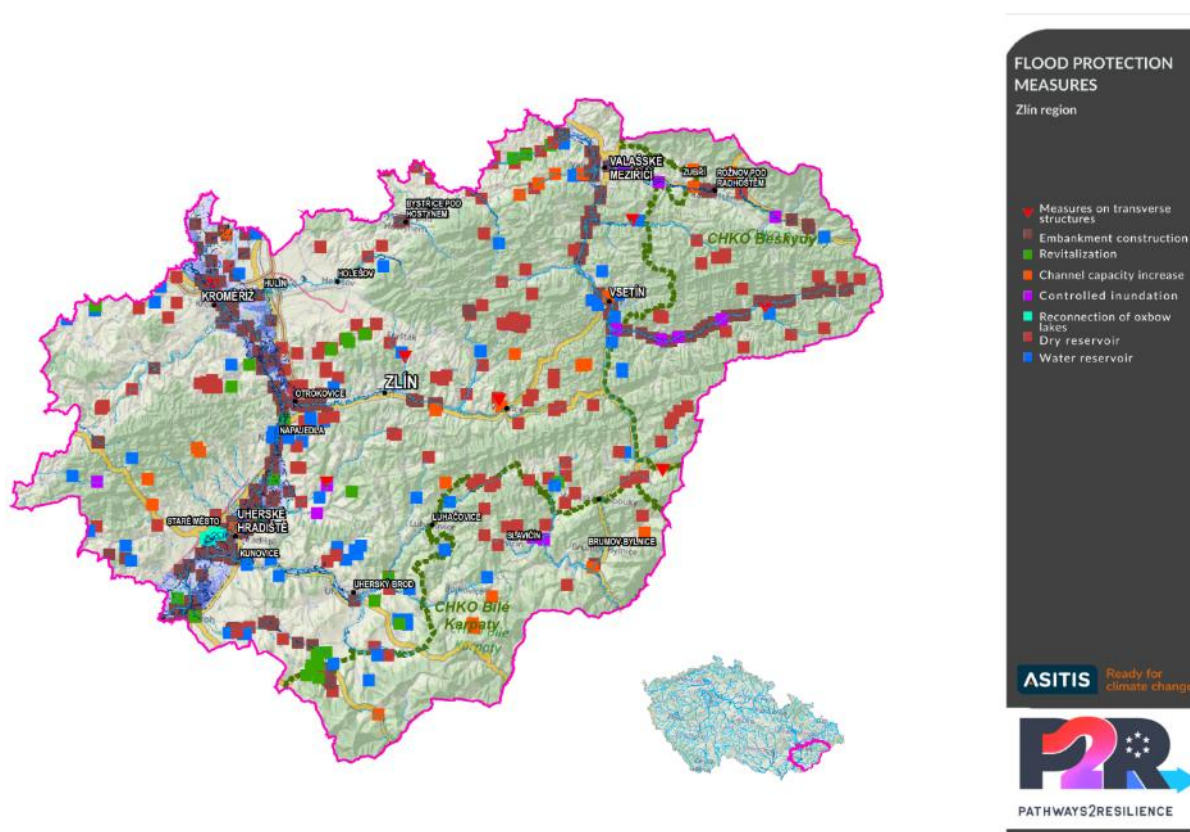 FLOOD PROTECTION
MEASURES
Zlín region
Measures on transverse
structures
Embankment construction
Revitalization
Channel capacity increase
Controlled inundation
Reconnection of oxbow
lakes
Dry reservoir
Water reservoir
ASITIS
Ready for
climate change
P2R
PATHWAYS2RESILIENCE
VALAŠSKÉ
MEZIŘÍČÍ
ZUBŘÍ
ROŽNOV POD
RADHOŠTĚM
BYSTŘICE POD
HOSTÝNEM
CHKO Beskydy
HOLEŠOV
HULÍN
KROMĚŘÍŽ
VSETÍN
ZLÍN
OTROKOVICE
NAPAJEDLA
STARÉ MĚSTO
UHERSKÉ
HRADIŠTĚ
KUNOVICE
LUHAČOVICE
SLAVIČÍN
BRUMOV-BYLNICE
UHERSKÝ BROD
CHKO Bílé
Karpaty